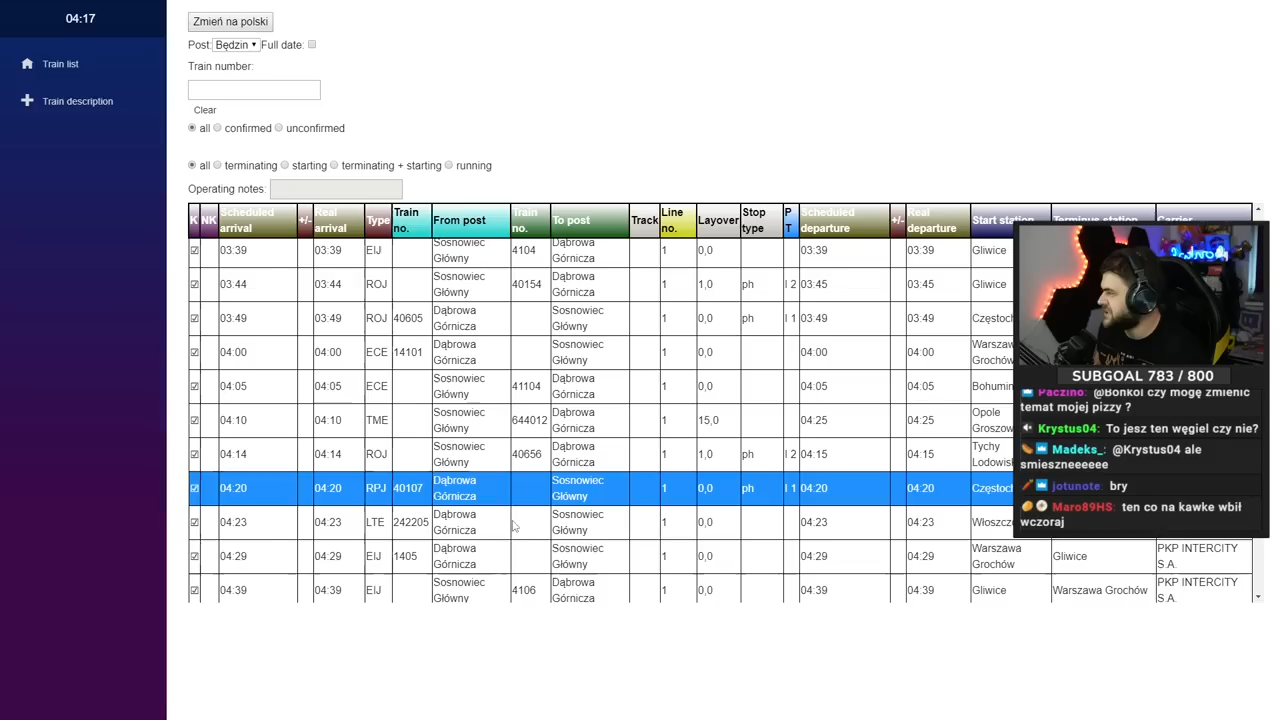 04:17
Train list
Train description
Zmień na polski
Post: Będzin Full date:
Train number:
Clear
all confirmed unconfirmed
all terminating starting terminating + starting running
Operating notes:
K NK Scheduled arrival +/- Real arrival Type Train no. From post Train no. To post Track Line no. Layover Stop type P T Scheduled departure +/- Real departure Start station Terminus station Carrier
03:39 03:39 EIJ Sosnowiec Główny 4104 Dąbrowa Górnicza 1 0,0 03:39 03:39 Gliwice
03:44 03:44 ROJ Sosnowiec Główny 40154 Dąbrowa Górnicza 1 1,0 ph I 2 03:45 03:45 Gliwice
03:49 03:49 ROJ 40605 Dąbrowa Górnicza Sosnowiec Główny 1 0,0 ph I 1 03:49 03:49 Częstoch
04:00 04:00 ECE 14101 Dąbrowa Górnicza Sosnowiec Główny 1 0,0 04:00 04:00 Warszaw Grochów
04:05 04:05 ECE Sosnowiec Główny 41104 Dąbrowa Górnicza 1 0,0 04:05 04:05 Bohumin
04:10 04:10 TME Sosnowiec Główny 644012 Dąbrowa Górnicza 1 15,0 04:25 04:25 Opole Groszow
04:14 04:14 ROJ Sosnowiec Główny 40656 Dąbrowa Górnicza 1 1,0 ph I 2 04:15 04:15 Tychy Lodowis
04:20 04:20 RPJ 40107 Dąbrowa Górnicza Sosnowiec Główny 1 0,0 ph I 1 04:20 04:20 Częstoch
04:23 04:23 LTE 242205 Dąbrowa Górnicza Sosnowiec Główny 1 0,0 04:23 04:23 Włoszcz
04:29 04:29 EIJ 1405 Dąbrowa Górnicza Sosnowiec Główny 1 0,0 04:29 04:29 Warszawa Grochów Gliwice PKP INTERCITY S.A.
04:39 04:39 EIJ Sosnowiec Główny 4106 Dąbrowa Górnicza 1 0,0 04:39 04:39 Gliwice Warszawa Grochów PKP INTERCITY S.A.
SUBGOAL 783 / 800
Paczino: @Bonkol czy mogę zmienic
temat mojej pizzy ?
Krystus04: To jesz ten węgiel czy nie?
Madeks_: @Krystus04 ale
smieszneeeeee
jotunote: bry
Maro89HS: ten co na kawke wbił
wczoraj